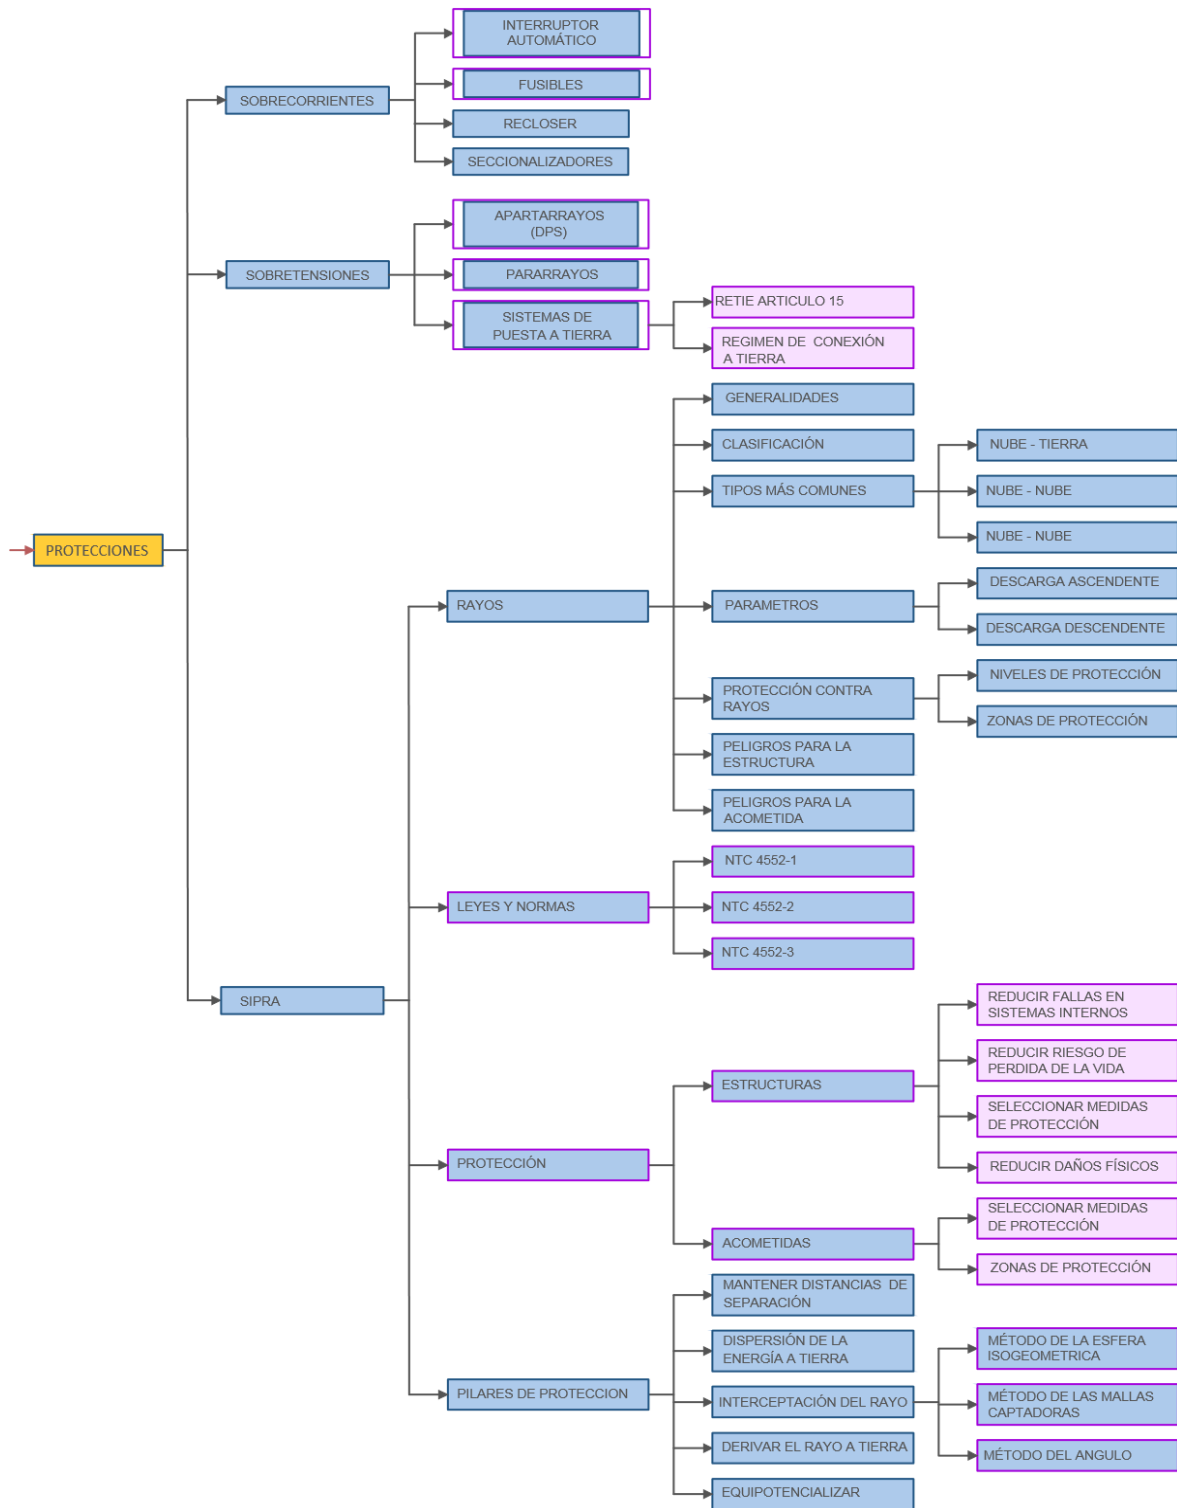 PROTECCIONES
SOBRECORRIENTES
INTERRUPTOR
AUTOMÁTICO
FUSIBLES
RECLOSER
SECCIONALIZADORES
SOBRETENSIONES
APARTARRAYOS
(DPS)
PARARRAYOS
SISTEMAS DE
PUESTA A TIERRA
RETIE ARTICULO 15
REGIMEN DE CONEXIÓN
A TIERRA
SIPRA
RAYOS
GENERALIDADES
CLASIFICACIÓN
TIPOS MÁS COMUNES
NUBE - TIERRA
NUBE - NUBE
NUBE - NUBE
PARAMETROS
DESCARGA ASCENDENTE
DESCARGA DESCENDENTE
PROTECCIÓN CONTRA
RAYOS
NIVELES DE PROTECCIÓN
ZONAS DE PROTECCIÓN
PELIGROS PARA LA
ESTRUCTURA
PELIGROS PARA LA
ACOMETIDA
LEYES Y NORMAS
NTC 4552-1
NTC 4552-2
NTC 4552-3
PROTECCIÓN
ESTRUCTURAS
REDUCIR FALLAS EN
SISTEMAS INTERNOS
REDUCIR RIESGO DE
PERDIDA DE LA VIDA
SELECCIONAR MEDIDAS
DE PROTECCIÓN
REDUCIR DAÑOS FÍSICOS
ACOMETIDAS
SELECCIONAR MEDIDAS
DE PROTECCIÓN
ZONAS DE PROTECCIÓN
PILARES DE PROTECCION
MANTENER DISTANCIAS DE
SEPARACIÓN
DISPERSIÓN DE LA
ENERGÍA A TIERRA
INTERCEPTACIÓN DEL RAYO
MÉTODO DE LA ESFERA
ISOGEOMETRICA
MÉTODO DE LAS MALLAS
CAPTADORAS
MÉTODO DEL ANGULO
DERIVAR EL RAYO A TIERRA
EQUIPOTENCIALIZAR